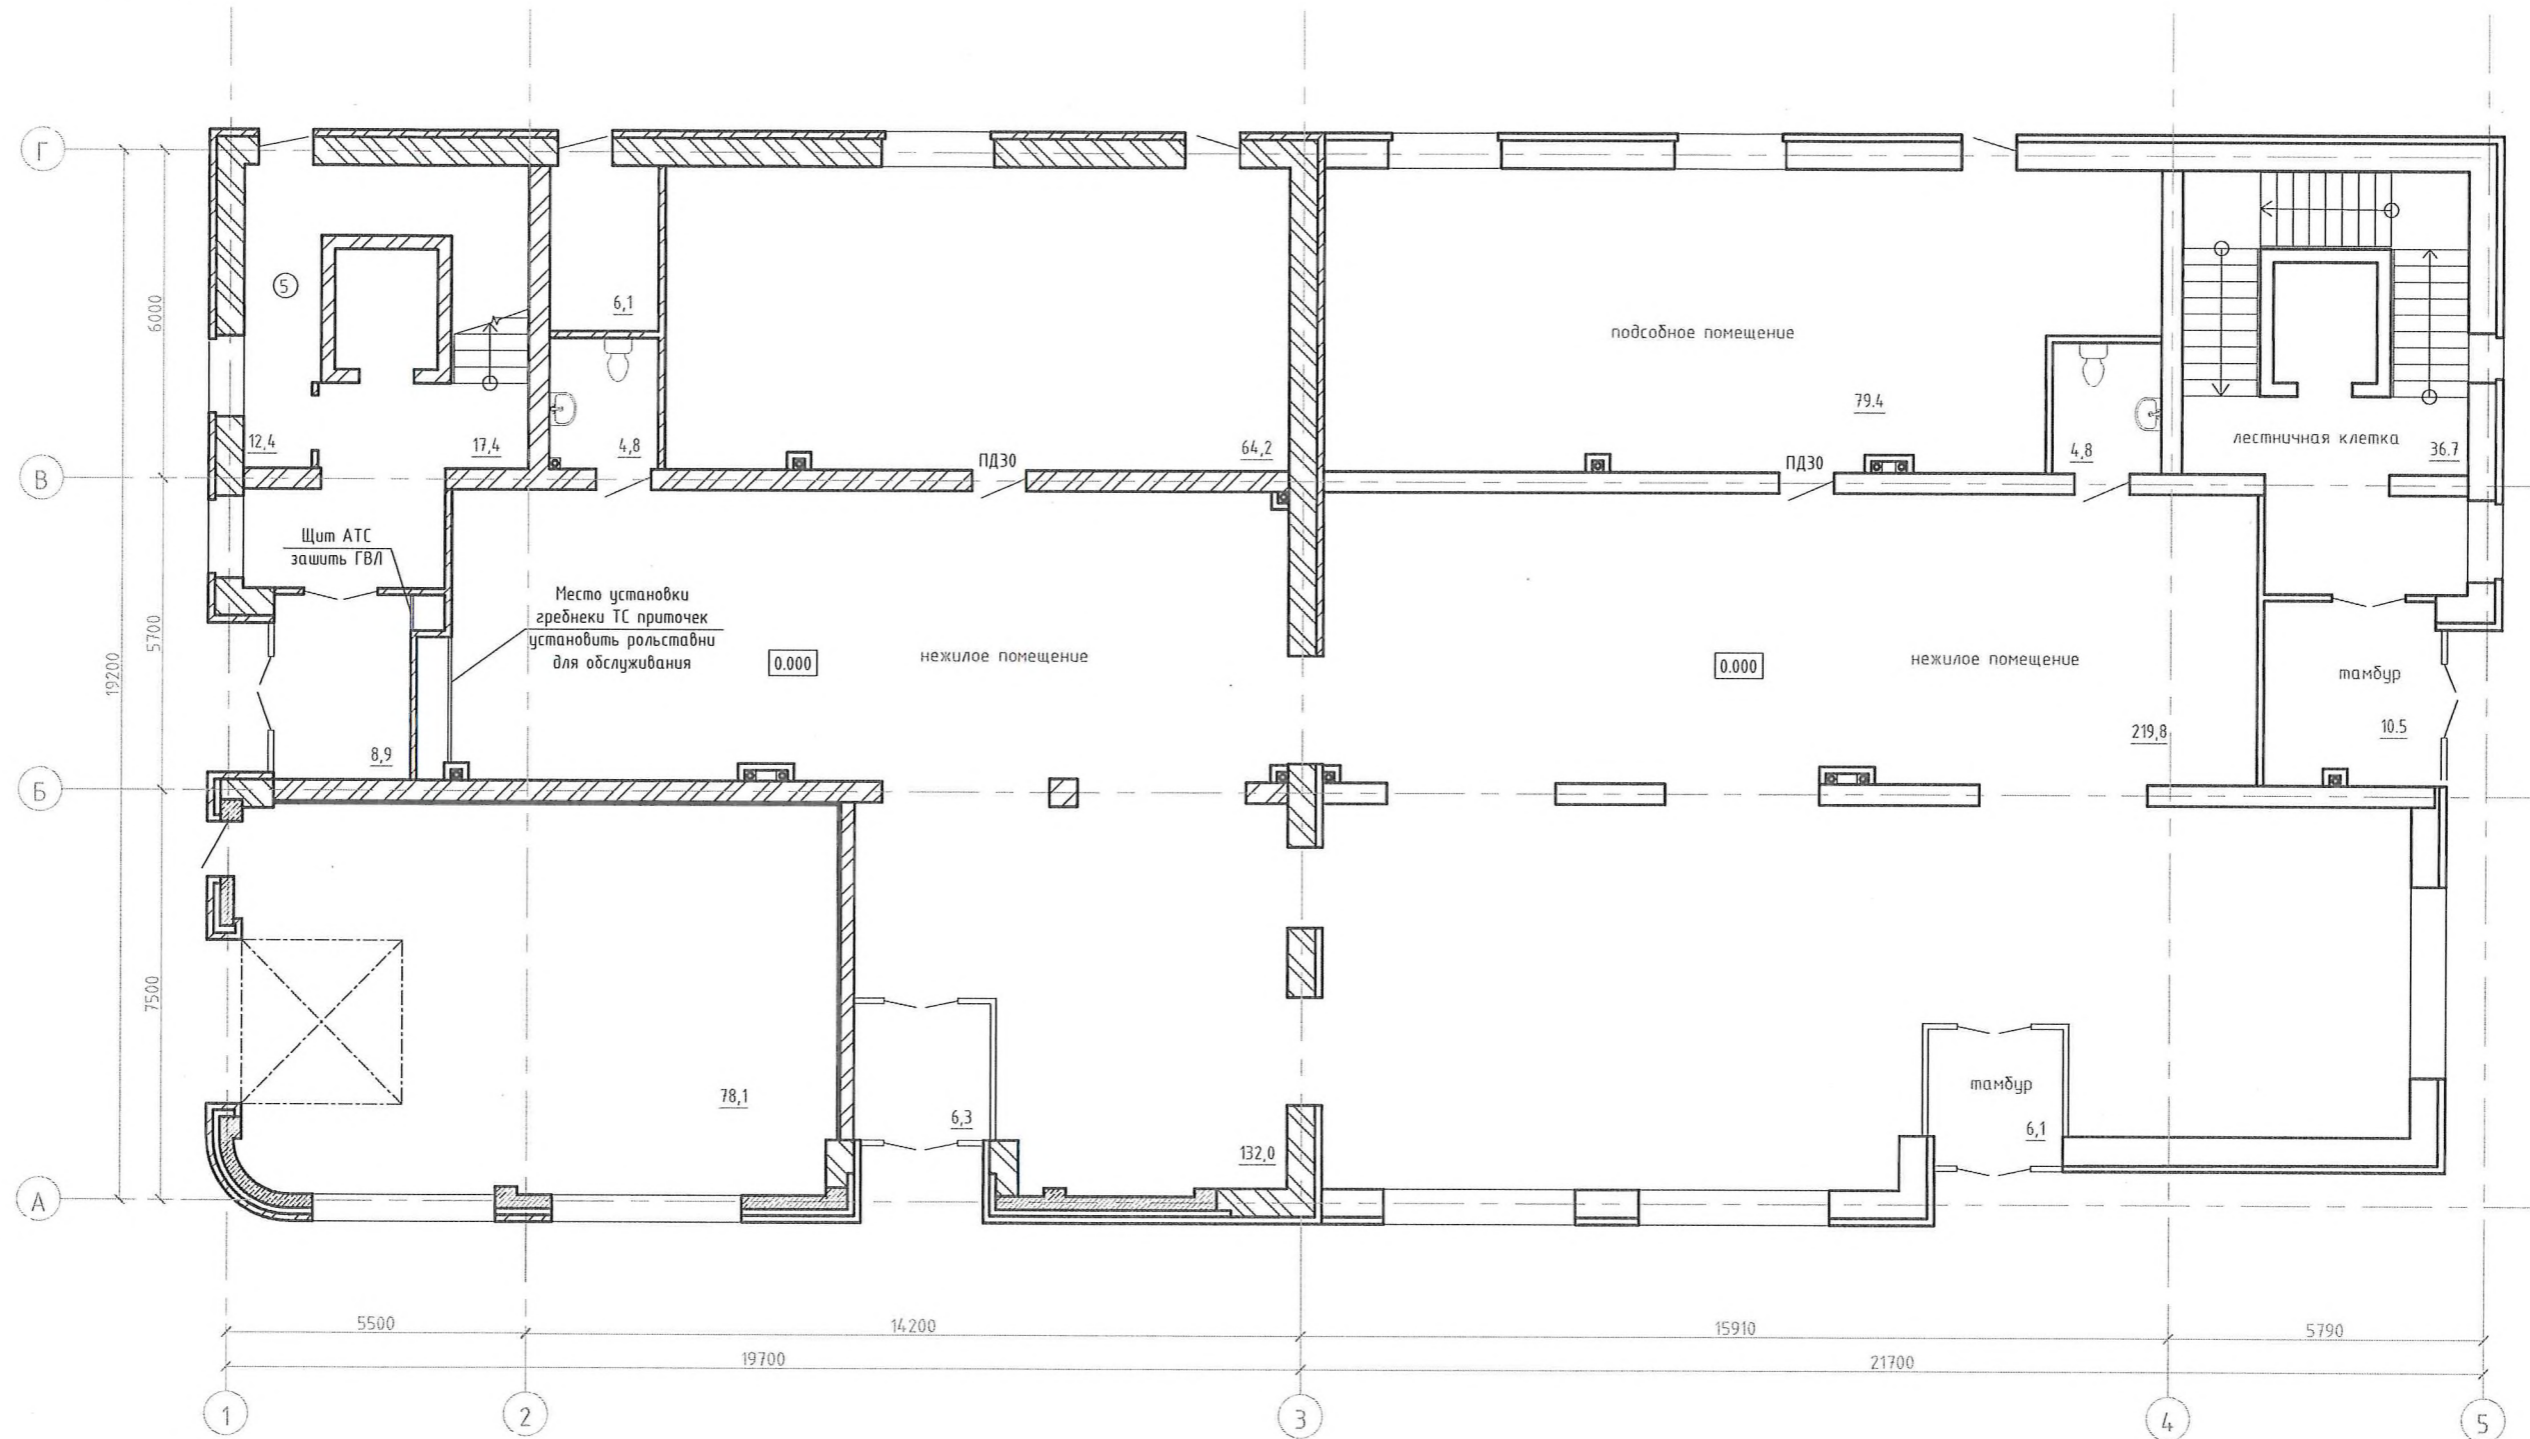 Г
6000
5
6,1
подсобное помещение
79.4
12,4
17,4
4,8
64,2
ПД30
ПД30
4,8
лестничная клетка
36.7
В
Щит АТС
зашить ГВЛ
Место установки
гребнеки ТС приточек
установить рольставни
для обслуживания
5700
19200
0.000
нежилое помещение
0.000
нежилое помещение
тамбур
8,9
219,8
10.5
Б
7500
78,1
6,3
132,0
тамбур
6,1
А
5500
14200
15910
5790
19700
21700
1
2
3
4
5